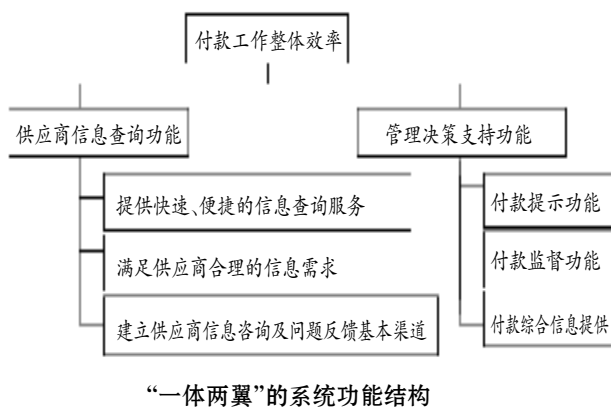 付款工作整体效率
供应商信息查询功能
管理决策支持功能
提供快速、便捷的信息查询服务
满足供应商合理的信息需求
建立供应商信息咨询及问题反馈基本渠道
付款提示功能
付款监督功能
付款综合信息提供
“一体两翼”的系统功能结构